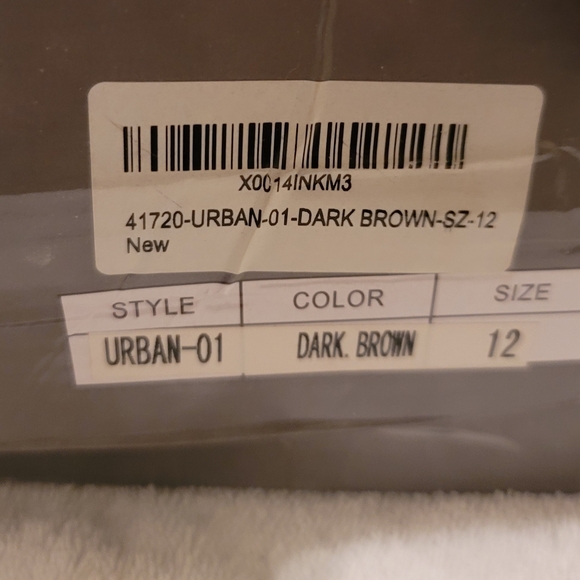 X0014INKM3
41720-URBAN-01-DARK BROWN-SZ-12
New
STYLE COLOR SIZE
URBAN-01 DARK. BROWN 12